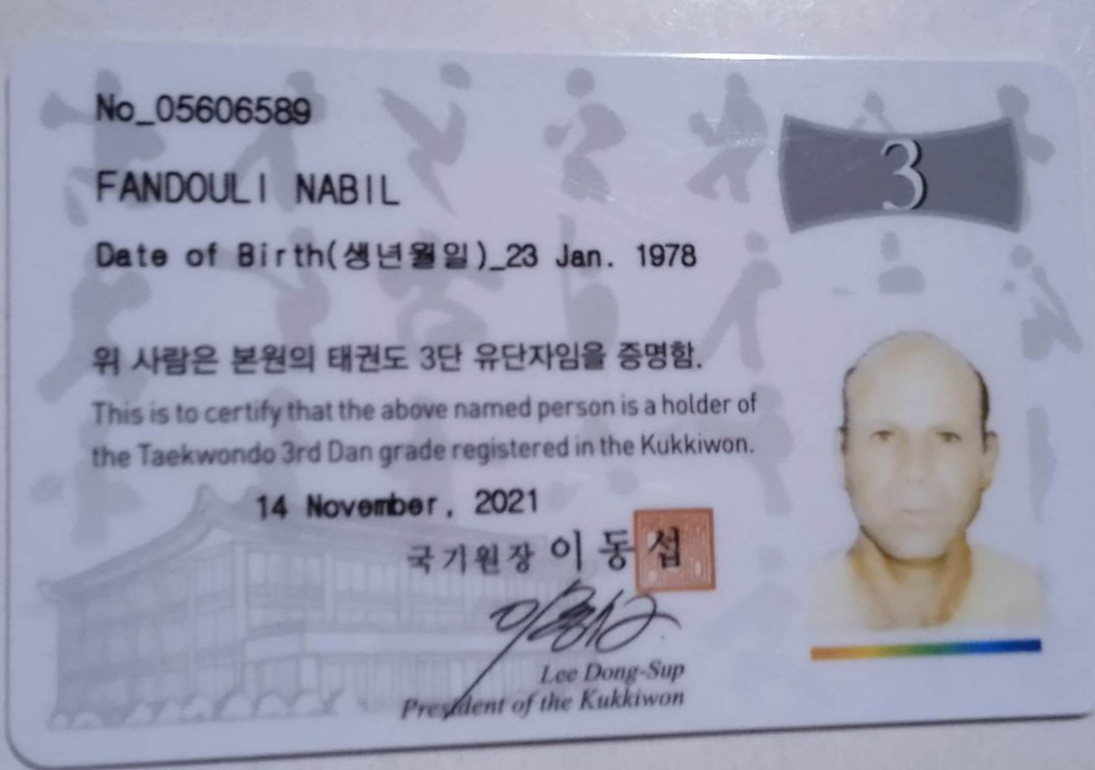 No_05606589
3
FANDOULI NABIL
Date of Birth(생년월일)_23 Jan. 1978
위 사람은 본원의 태권도 3단 유단자임을 증명함.
This is to certify that the above named person is a holder of
the Taekwondo 3rd Dan grade registered in the Kukkiwon.
14 November, 2021
국기원장 이동섭
Lee Dong-Sup
President of the Kukkiwon